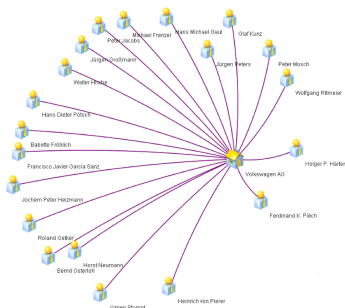 Hans Michael Gaul
Olaf Kunz
Michael Frenzel
Peter Jacobs
Jürgen Großmann
Jürgen Peters
Peter Mosch
Walter Hirche
Wolfgang Ritmeier
Hans Dieter Pötsch
Babette Fröhlich
Holger P. Härter
Francisco Javier Garcia Sanz
Volkswagen AG
Jochem Peter Heizmann
Ferdinand K. Piëch
Roland Oetker
Horst Neumann
Bernd Osterloh
Heinrich von Pierer